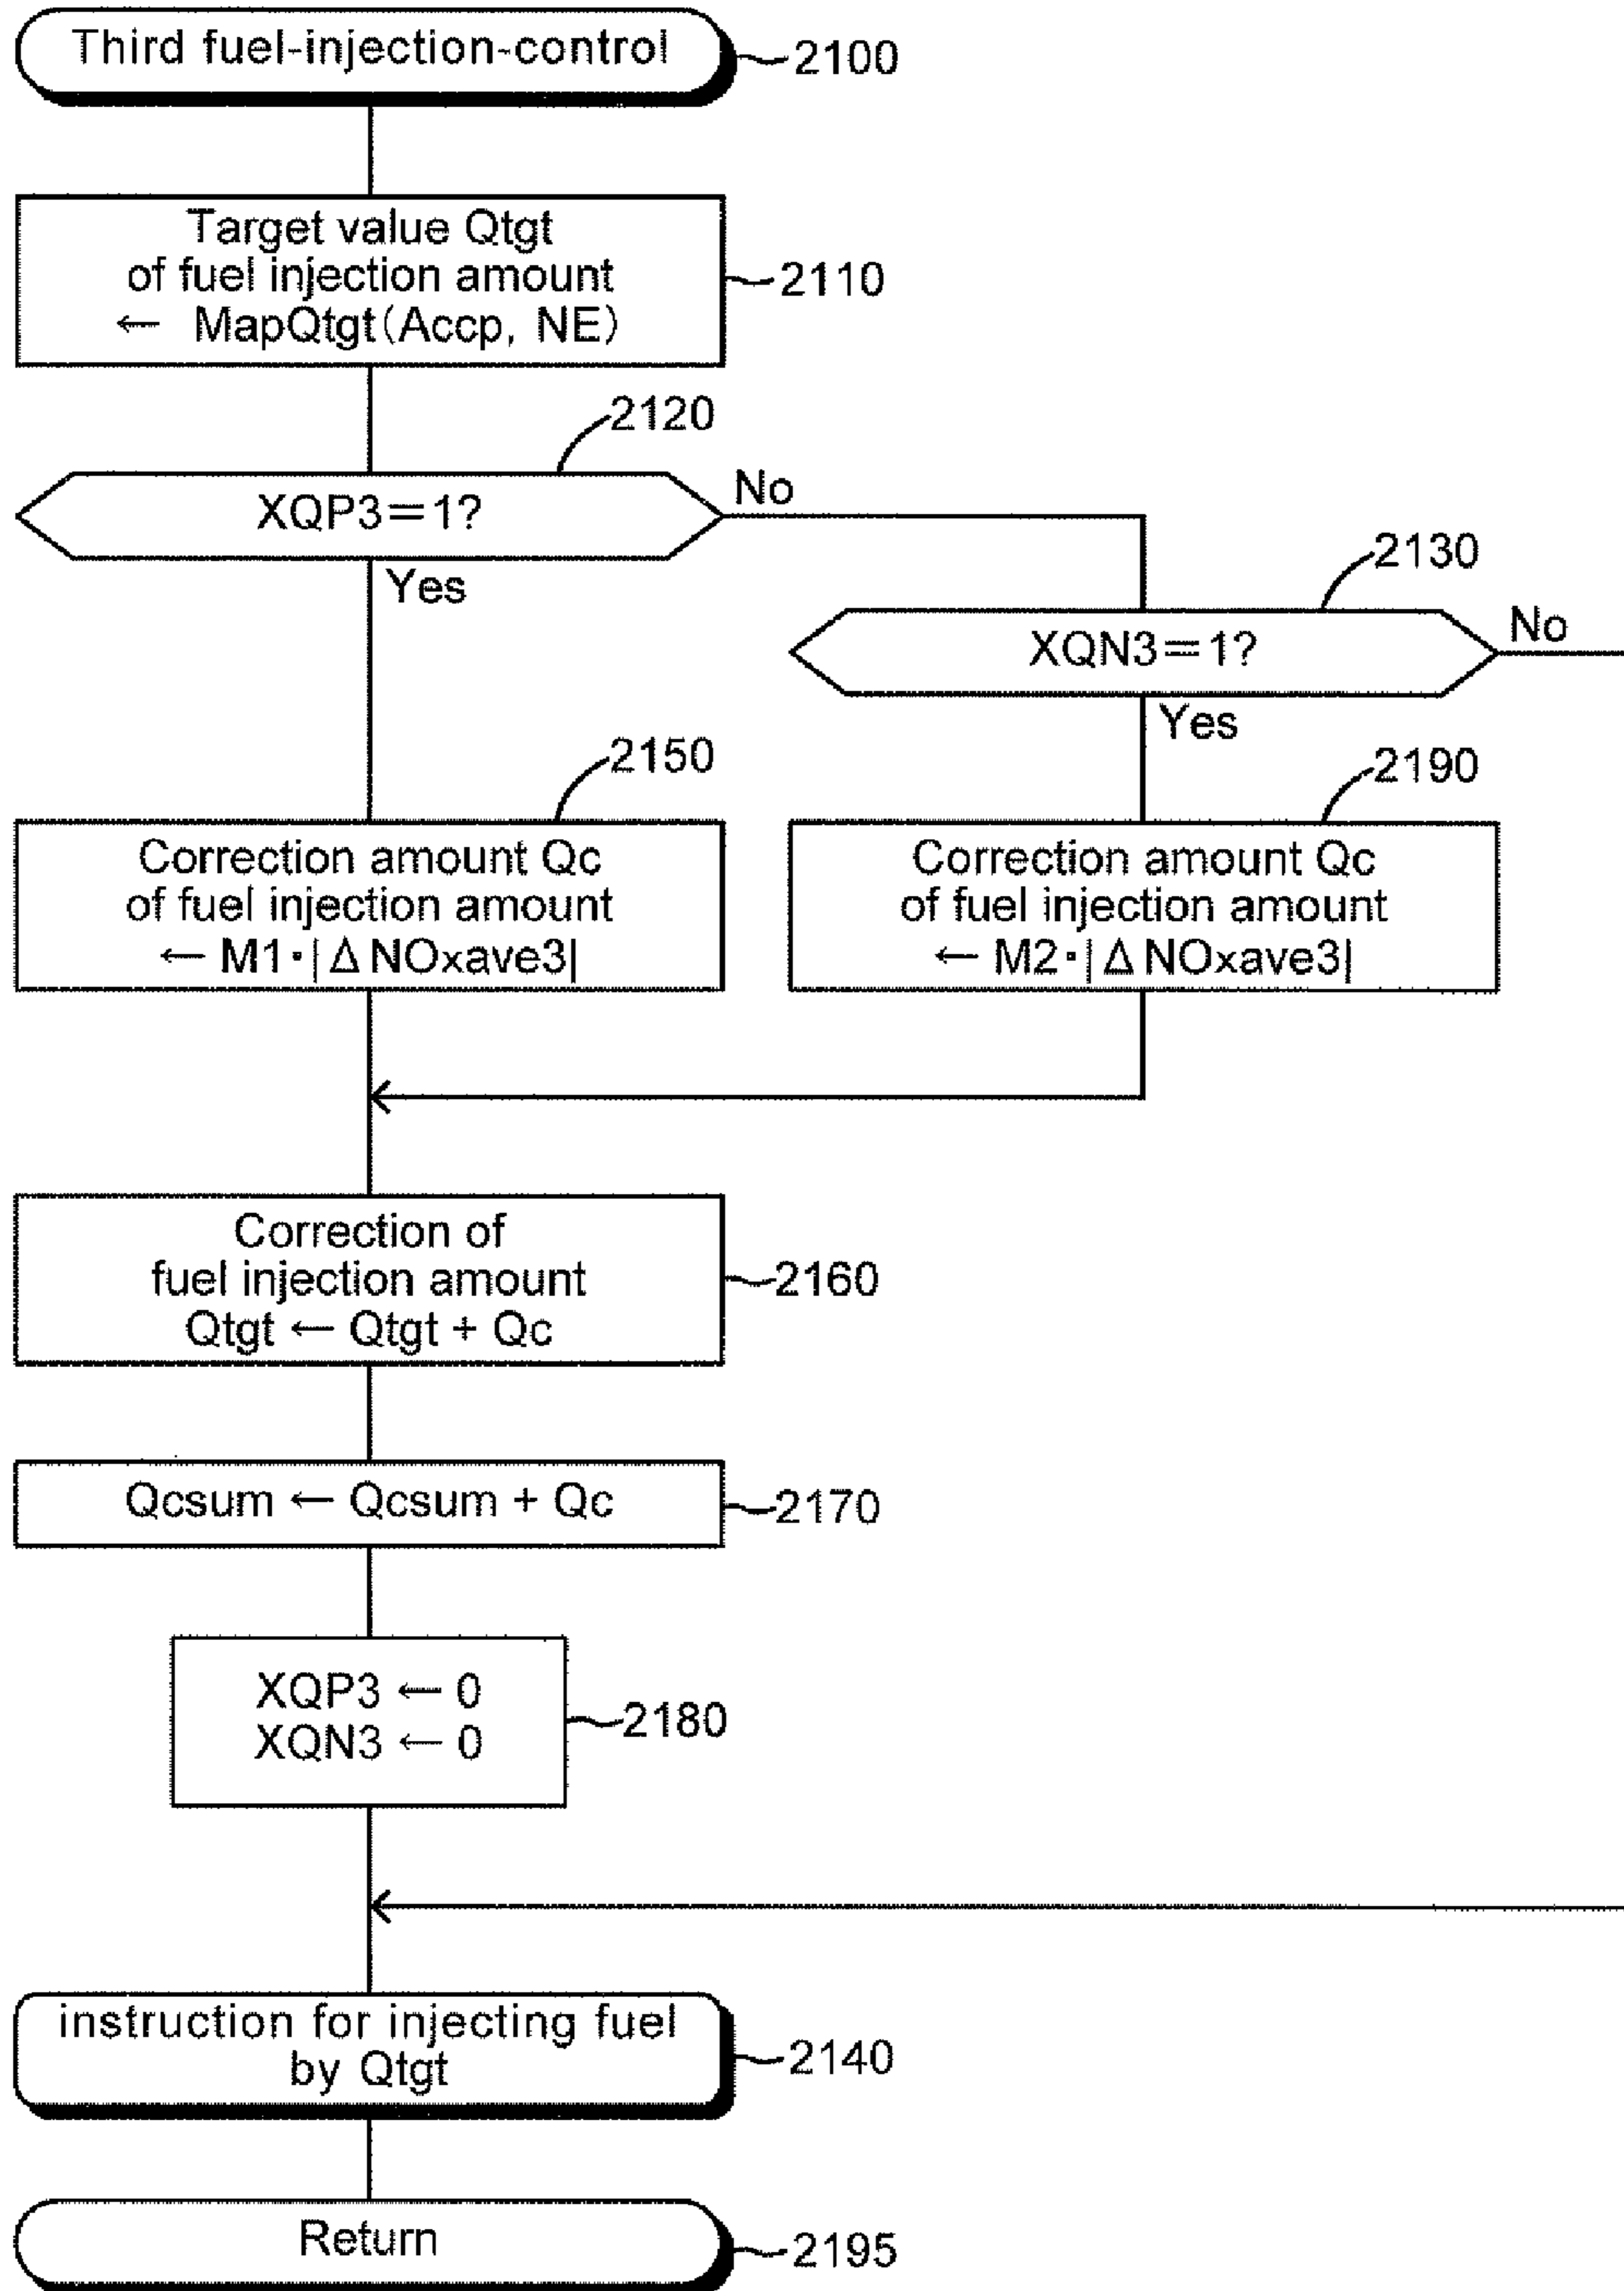 Third fuel-injection-control
2100
Target value Qtgt
of fuel injection amount
← MapQtgt(Accp, NE)
2110
2120
XQP3=1?
No
Yes
2130
XQN3=1?
No
Yes
2150
Correction amount Qc
of fuel injection amount
← M1·|ΔNOxave3|
2190
Correction amount Qc
of fuel injection amount
← M2·|ΔNOxave3|
Correction of
fuel injection amount
Qtgt ← Qtgt + Qc
2160
Qcsum ← Qcsum + Qc
2170
XQP3 ← 0
XQN3 ← 0
2180
instruction for injecting fuel
by Qtgt
2140
Return
2195